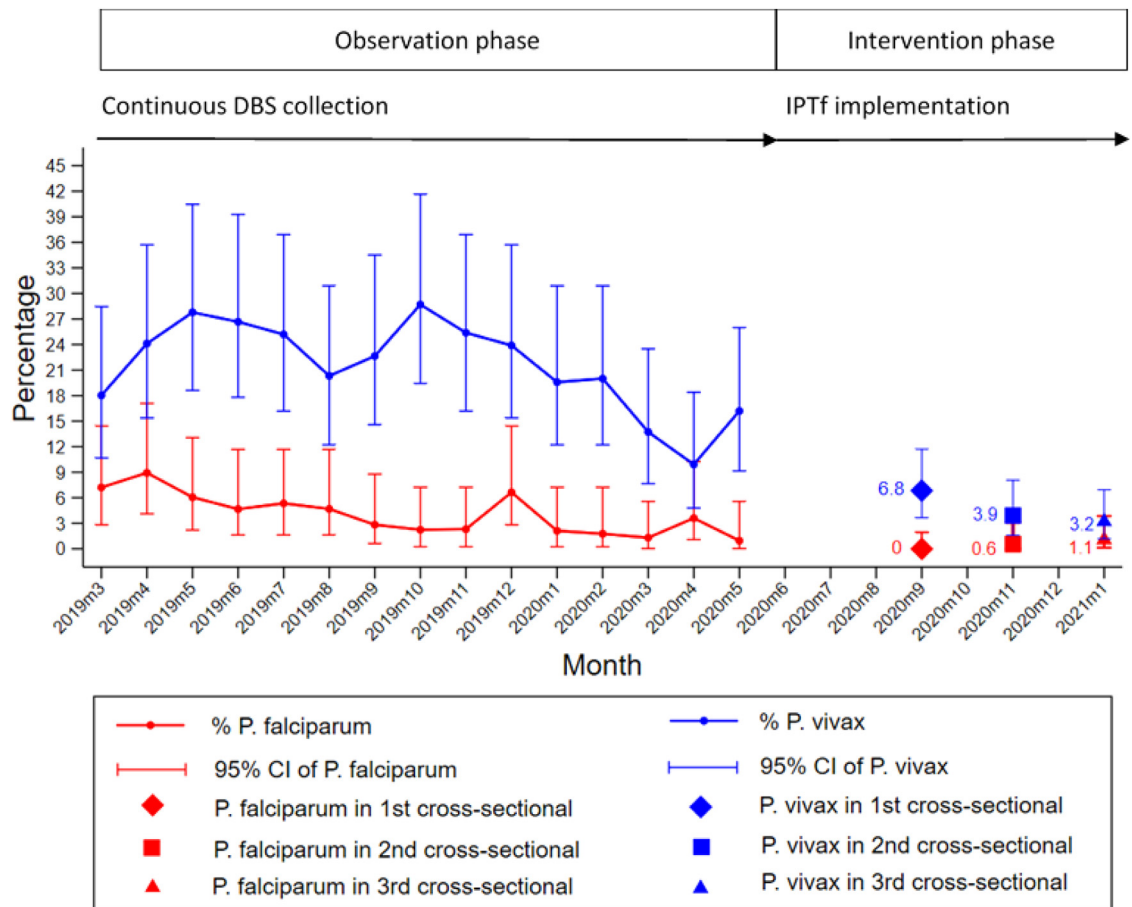 Observation phase
Intervention phase
Continuous DBS collection
IPTf implementation
Percentage
45
42
39
36
33
30
27
24
21
18
15
12
9
6
3
0
6.8
0
3.9
0.6
3.2
1.1
2019m3
2019m4
2019m5
2019m6
2019m7
2019m8
2019m9
2019m10
2019m11
2019m12
2020m1
2020m2
2020m3
2020m4
2020m5
2020m6
2020m7
2020m8
2020m9
2020m10
2020m11
2020m12
2021m1
Month
% P. falciparum
% P. vivax
95% CI of P. falciparum
95% CI of P. vivax
P. falciparum in 1st cross-sectional
P. vivax in 1st cross-sectional
P. falciparum in 2nd cross-sectional
P. vivax in 2nd cross-sectional
P. falciparum in 3rd cross-sectional
P. vivax in 3rd cross-sectional